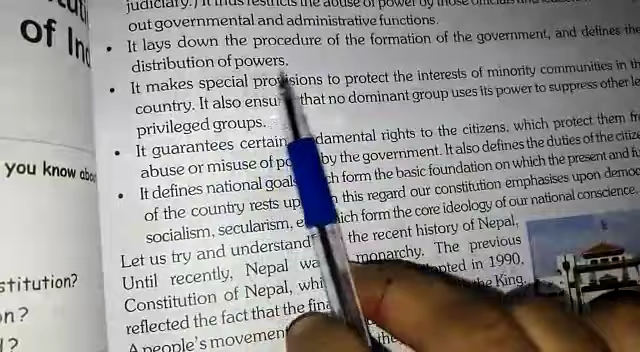 of Ind
you know abo
stitution?
on?
l?
judiciary.) It thus restricts the abuse of power by those officials and
out governmental and administrative functions.
• It lays down the procedure of the formation of the government, and defines the
distribution of powers.
• It makes special provisions to protect the interests of minority communities in th
country. It also ensu that no dominant group uses its power to suppress other le
privileged groups.
• It guarantees certain damental rights to the citizens, which protect them fr
abuse or misuse of po by the government. It also defines the duties of the citize
• It defines national goals ch form the basic foundation on which the present and fu
of the country rests up n this regard our constitution emphasises upon democ
socialism, secularism, e hich form the core ideology of our national conscience.
Let us try and understand the recent history of Nepal,
Until recently, Nepal wa monarchy. The previous
Constitution of Nepal, whi pted in 1990,
reflected the fact that the fina the King.
A people's movement the